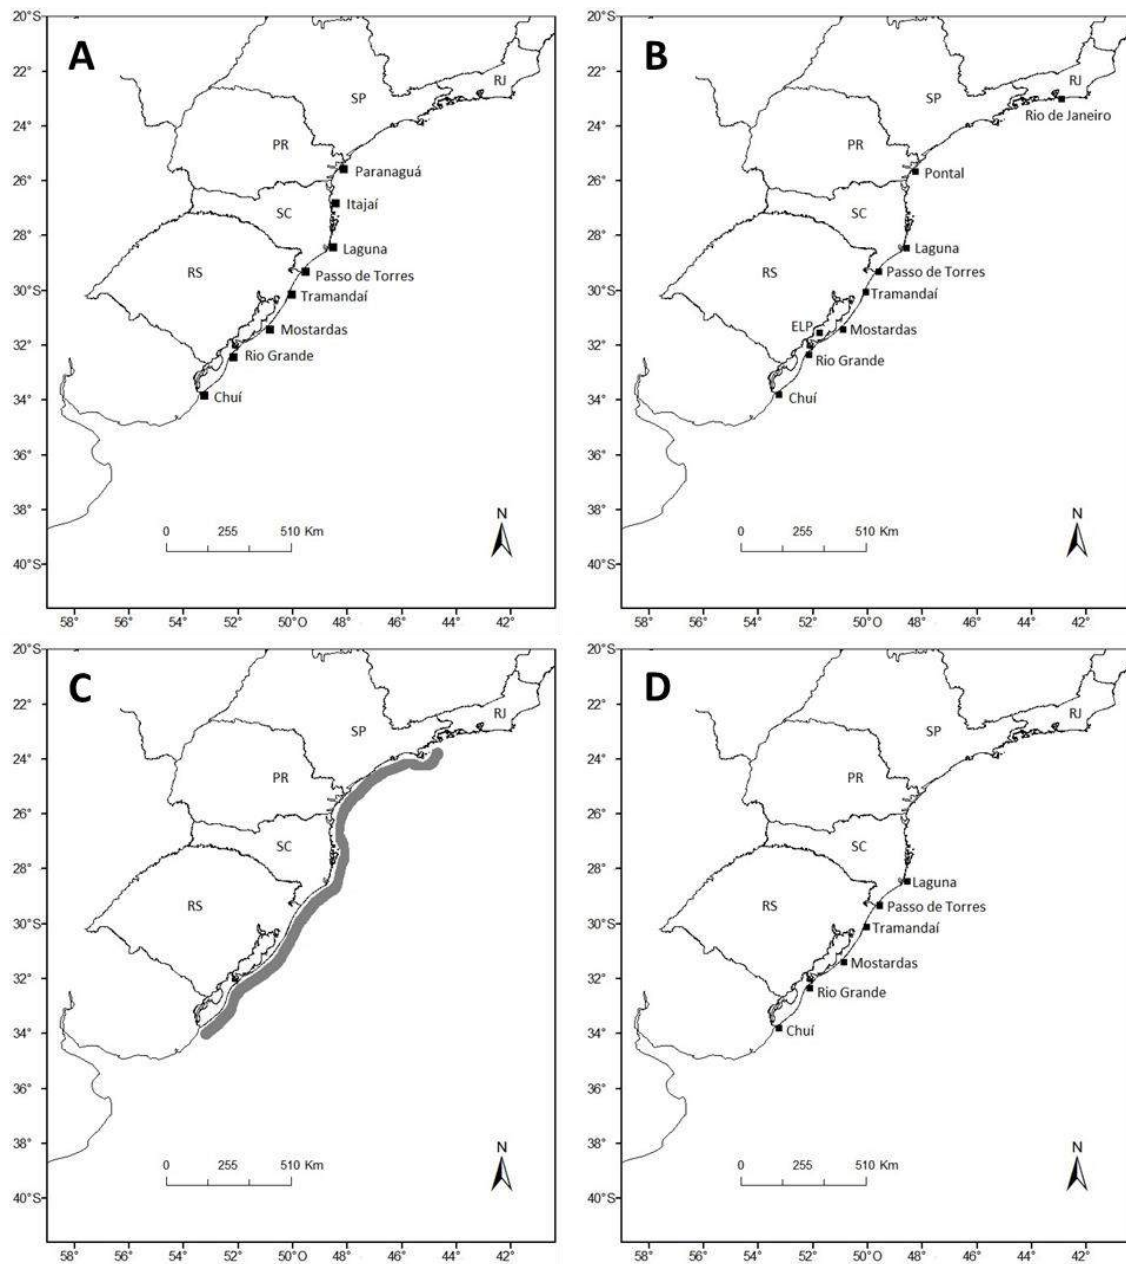 A
20°S
22°
24°
26°
28°
30°
32°
34°
36°
38°
40°S
RJ
SP
PR
SC
RS
Paranaguá
Itajaí
Laguna
Passo de Torres
Tramandaí
Mostardas
Rio Grande
Chuí
N
0 255 510 Km
58° 56° 54° 52° 50°O 48° 46° 44° 42°
B
20°S
22°
24°
26°
28°
30°S
32°
34°
36°
38°
40°S
RJ
SP
Rio de Janeiro
PR
Pontal
SC
Laguna
RS
Passo de Torres
Tramandaí
ELP
Mostardas
Rio Grande
Chuí
N
0 255 510 Km
58° 56° 54° 52° 50°O 48° 46° 44° 42°
C
20°S
22°
24°
26°
28°
30°
32°
34°
36°
38°
40°S
RJ
SP
PR
SC
RS
N
0 255 510 Km
58° 56° 54° 52° 50°O 48° 46° 44° 42°
D
20°S
22°
24°
26°
28°
30°S
32°
34°
36°
38°
40°S
RJ
SP
PR
SC
Laguna
RS
Passo de Torres
Tramandaí
Mostardas
Rio Grande
Chuí
N
0 255 510 Km
58° 56° 54° 52° 50°O 48° 46° 44° 42°